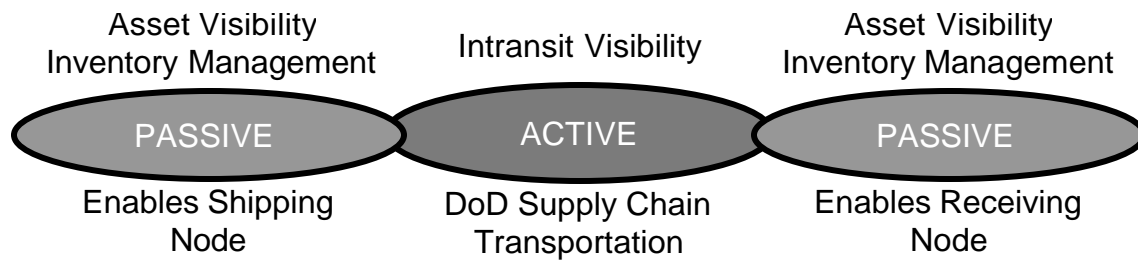 Asset Visibility
Inventory Management
PASSIVE
Enables Shipping
Node
Intransit Visibility
ACTIVE
DoD Supply Chain
Transportation
Asset Visibility
Inventory Management
PASSIVE
Enables Receiving
Node